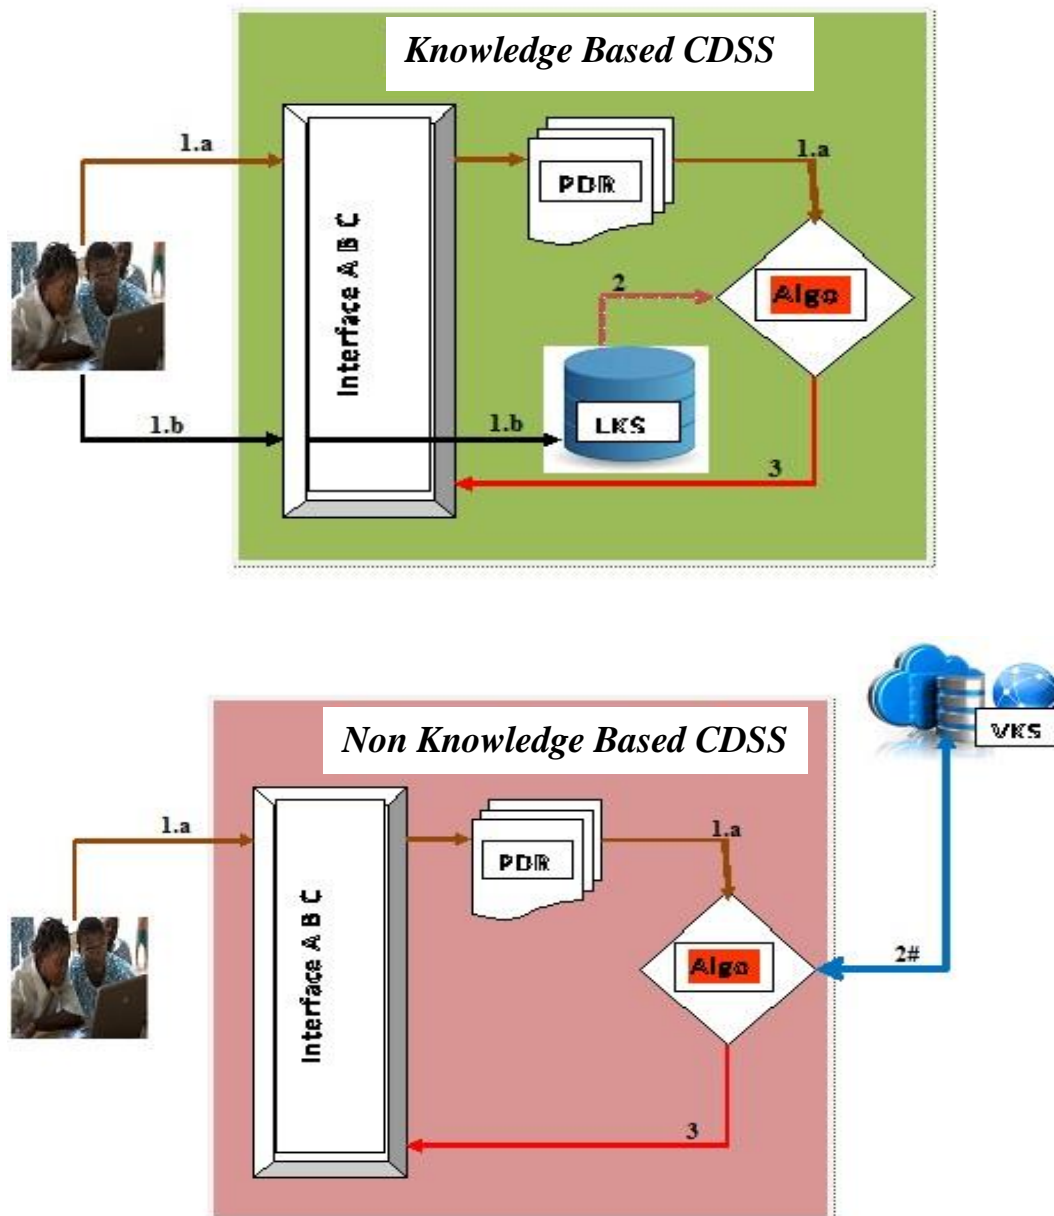 Knowledge Based CDSS
1.a
1.a
PDR
Interface A B C
Algo
2
LKS
1.b
1.b
3
VKS
Non Knowledge Based CDSS
1.a
1.a
PDR
Interface A B C
Algo
2#
3